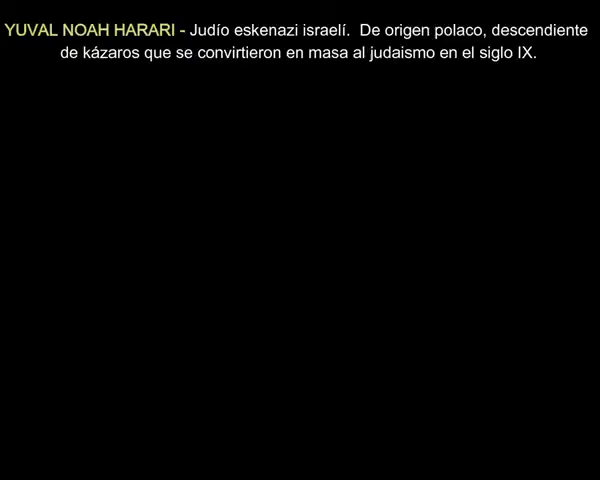 YUVAL NOAH HARARI - Judío eskenazi israelí.  De origen polaco, descendiente
de kázaros que se convirtieron en masa al judaismo en el siglo IX.